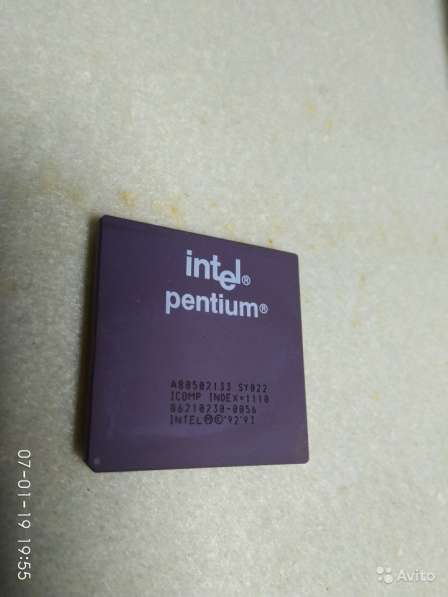 intel®
pentium®
A80502133 SY022
ICOMP INDEX=1110
86210230-0056
INTEL Ⓜ © '92 '93
07-01-19 19:55
Avito